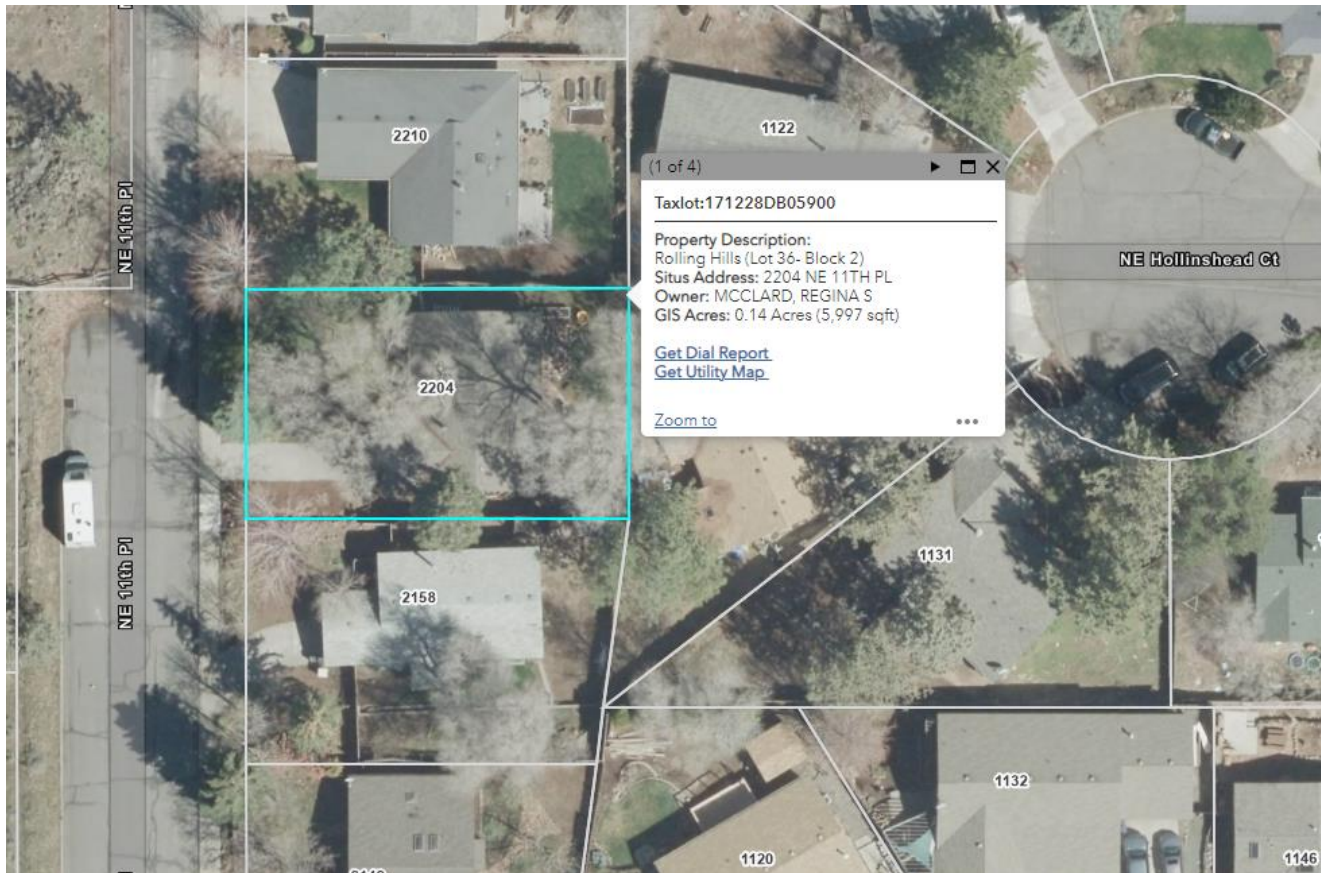 NE 11th Pl
2210
1122
(1 of 4)
Taxlot:171228DB05900
Property Description:
Rolling Hills (Lot 36- Block 2)
Situs Address: 2204 NE 11TH PL
Owner: MCCLARD, REGINA S
GIS Acres: 0.14 Acres (5,997 sqft)
Get Dial Report
Get Utility Map
Zoom to
NE Hollinshead Ct
2204
1131
NE 11th Pl
2158
1132
1120
1146